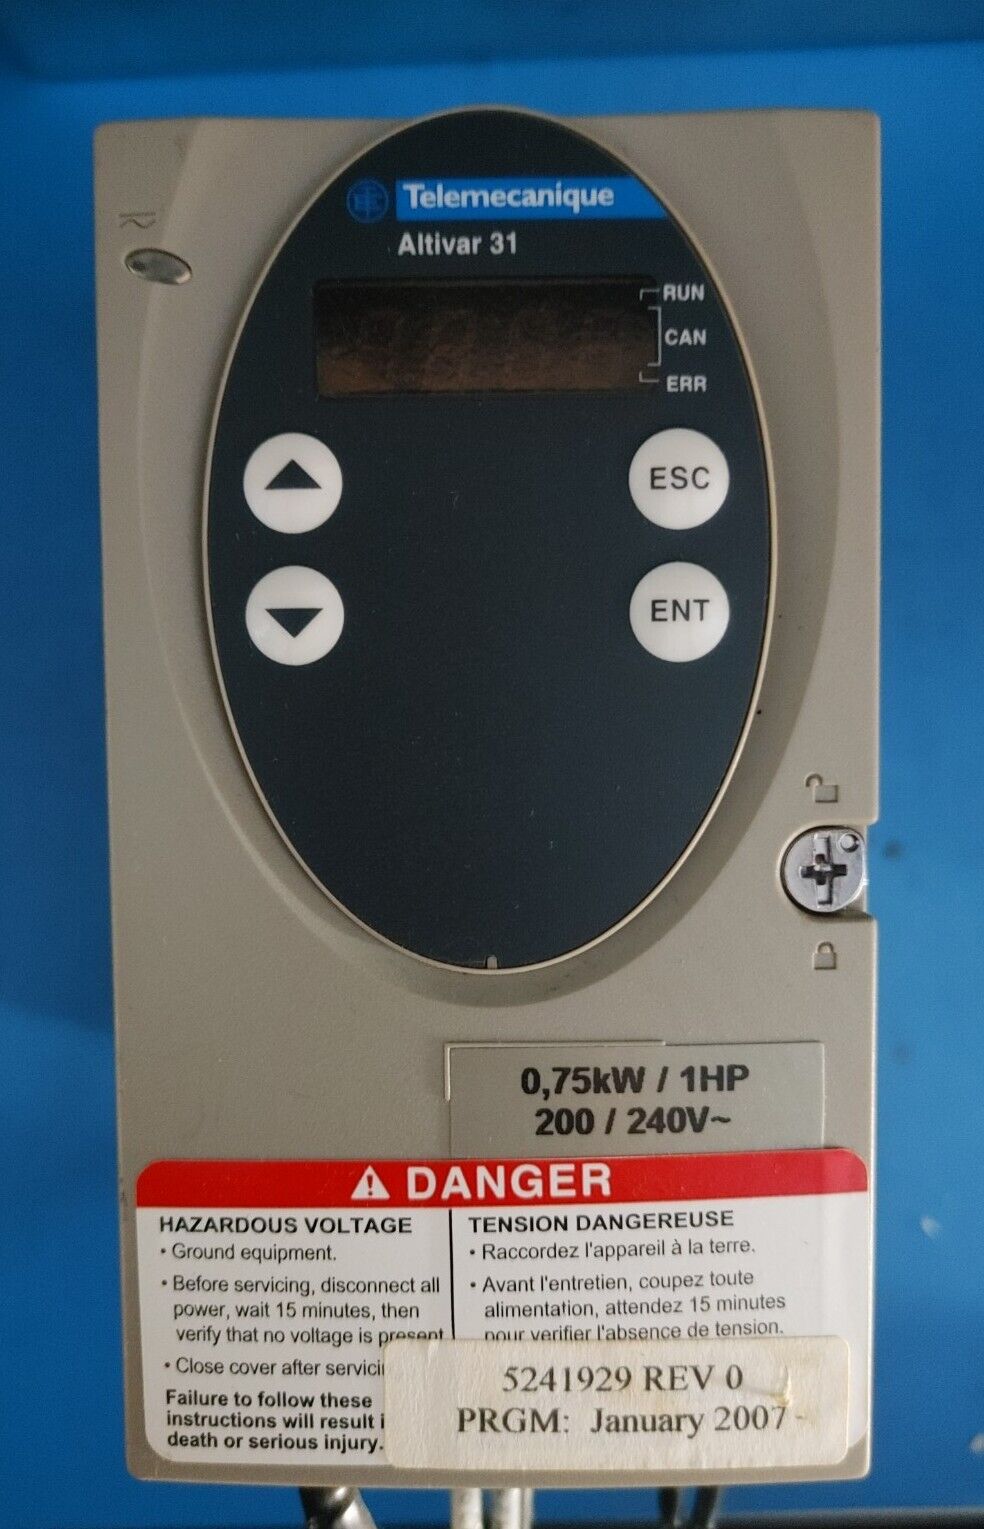 Telemecanique
Altivar 31
RUN
CAN
ERR
ESC
ENT
0,75kW / 1HP
200 / 240V~
DANGER
HAZARDOUS VOLTAGE
• Ground equipment.
• Before servicing, disconnect all
power, wait 15 minutes, then
verify that no voltage is present
• Close cover after servici
Failure to follow these
instructions will result i
death or serious injury.
TENSION DANGEREUSE
• Raccordez l'appareil à la terre.
• Avant l'entretien, coupez toute
alimentation, attendez 15 minutes
pour verifier l'absence de tension.
5241929 REV 0
PRGM: January 2007